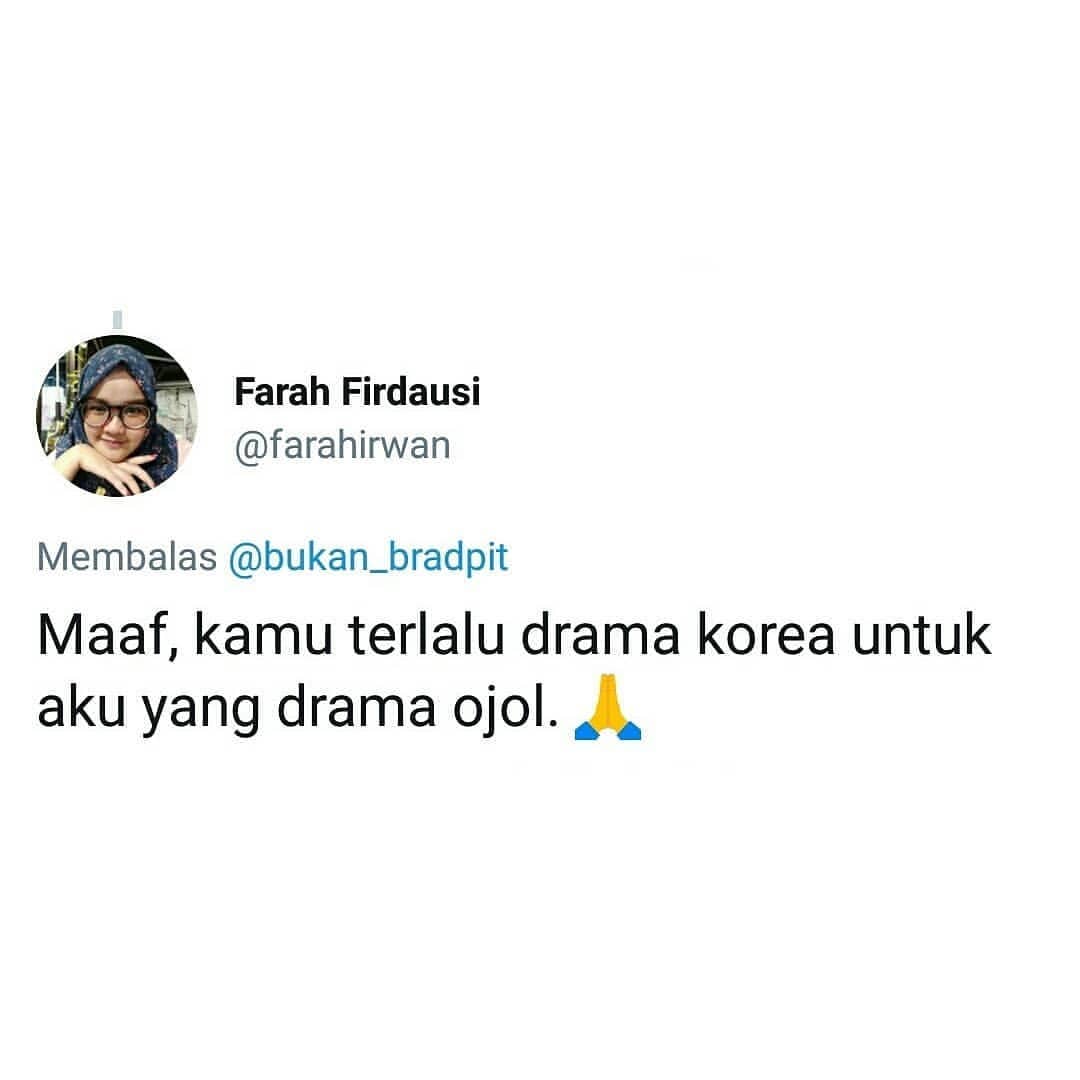 Farah Firdausi
@farahirwan
Membalas @bukan_bradpit
Maaf, kamu terlalu drama korea untuk
aku yang drama ojol. 🙏